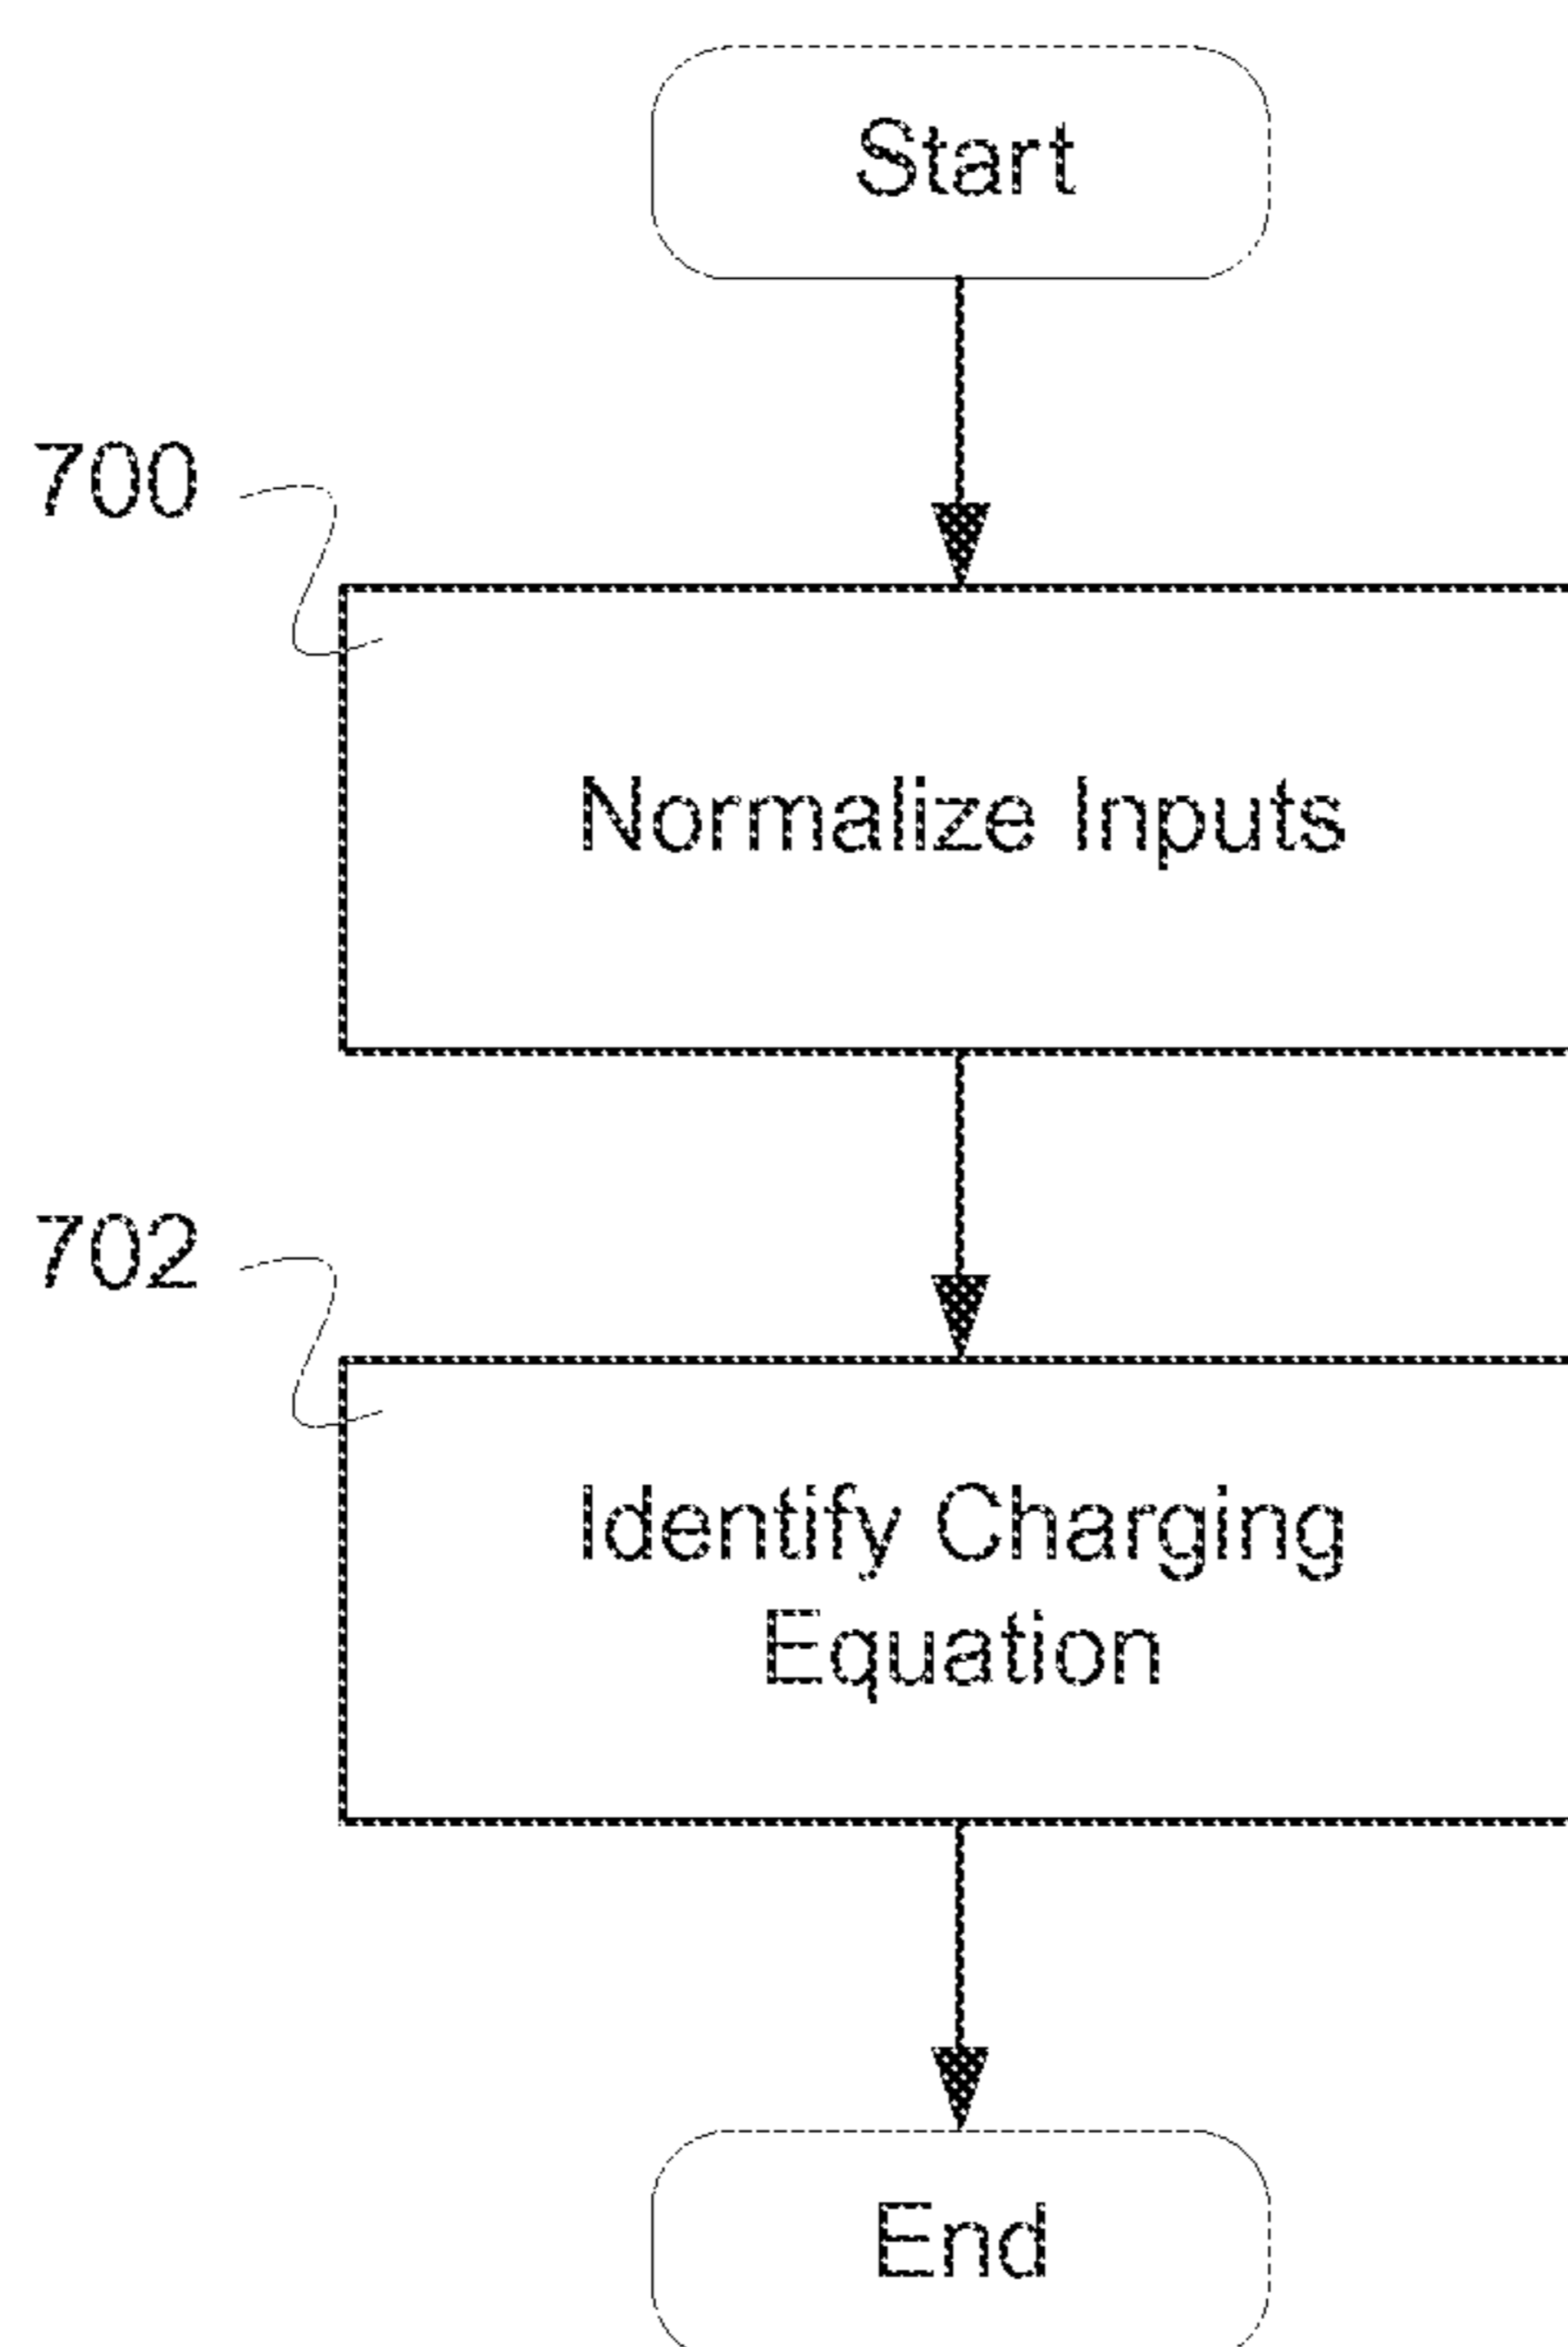 Start
700
Normalize Inputs
702
Identify Charging
Equation
End